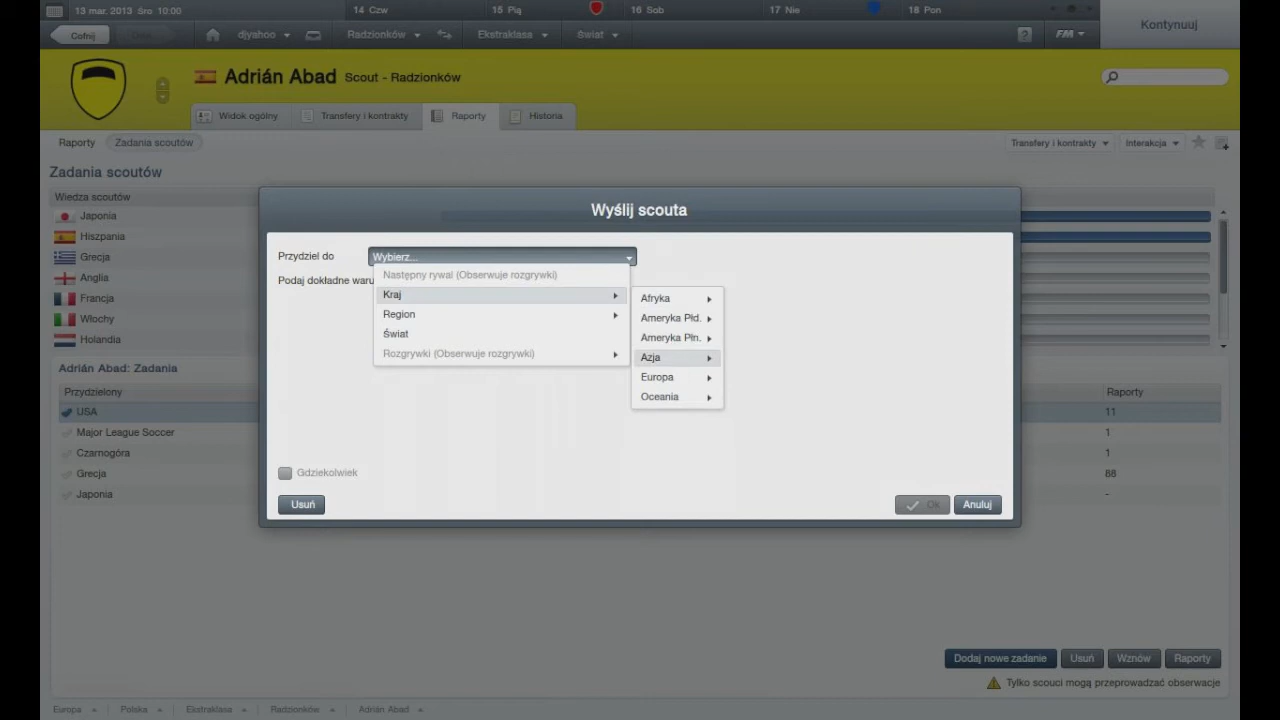 13 mar. 2013 Śro 10:00
14 Czw
15 Pią
16 Sob
17 Nie
18 Pon
Kontynuuj
Cofnij
djyahoo
Radzionków
Ekstraklasa
Świat
?
FM
Adrián Abad Scout - Radzionków
Widok ogólny
Transfery i kontrakty
Raporty
Historia
Raporty
Zadania scoutów
Transfery i kontrakty
Interakcja
Zadania scoutów
Wiedza scoutów
Japonia
Hiszpania
Grecja
Anglia
Francja
Włochy
Holandia
Wyślij scouta
Przydziel do
Wybierz...
Podaj dokładne waru
Następny rywal (Obserwuje rozgrywki)
Kraj
Region
Świat
Rozgrywki (Obserwuje rozgrywki)
Afryka
Ameryka Płd.
Ameryka Płn.
Azja
Europa
Oceania
Gdziekolwiek
Usuń
Ok
Anuluj
Adrián Abad: Zadania
Przydzielony
Raporty
USA
11
Major League Soccer
1
Czarnogóra
1
Grecja
88
Japonia
-
Dodaj nowe zadanie
Usuń
Wznów
Raporty
Tylko scouci mogą przeprowadzać obserwacje
Europa
Polska
Ekstraklasa
Radzionków
Adrián Abad